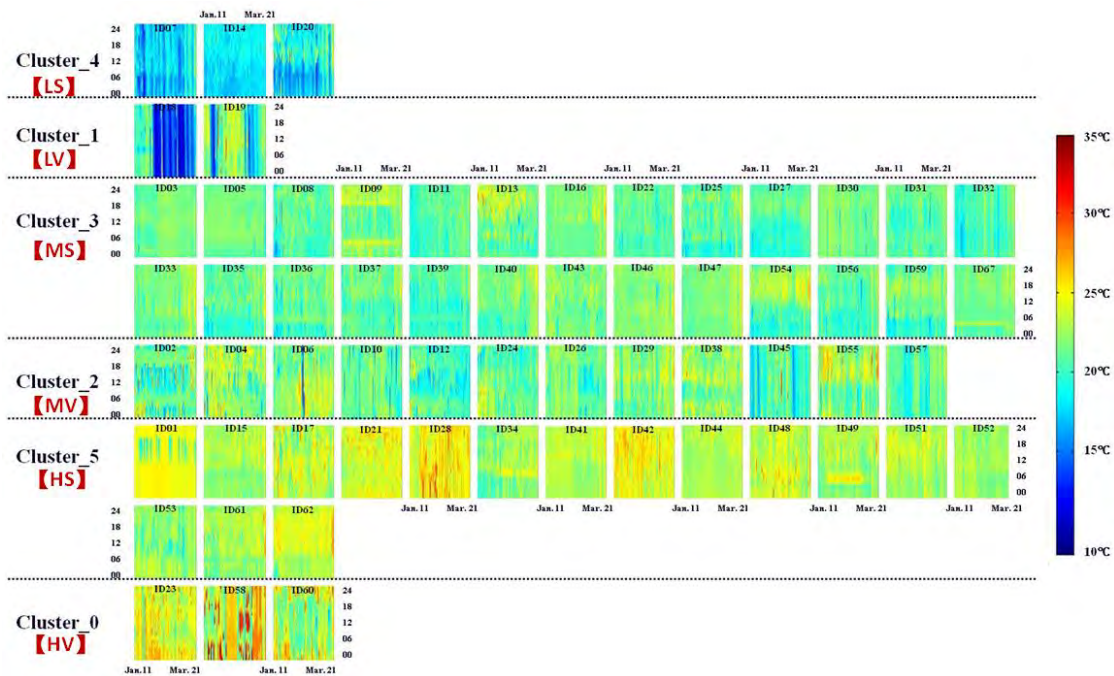 Jan.11 Mar. 21
24 ID07 ID14 ID20
18
Cluster_4 12
【LS】 06
00
ID19 24
Cluster_1 18
【LV】 12
06
00
Jan.11 Mar.21 Jan.11 Mar.21 Jan.11 Mar.21 Jan.11 Mar.21 Jan.11 Mar.21
24 ID03 ID05 ID08 ID09 ID11 ID13 ID16 ID22 ID25 ID27 ID30 ID31 ID32
18
Cluster_3 12
【MS】 06
00
ID33 ID35 ID36 ID37 ID39 ID40 ID43 ID46 ID47 ID54 ID56 ID59 ID67 24
18
12
06
00
24 ID02 ID04 ID06 ID10 ID12 ID24 ID26 ID29 ID38 ID45 ID55 ID57
Cluster_2 18
【MV】 12
06
00
ID01 ID15 ID17 ID21 ID28 ID34 ID41 ID42 ID44 ID48 ID49 ID51 ID52 24
Cluster_5 18
【HS】 12
06
00
Jan.11 Mar.21 Jan.11 Mar.21 Jan.11 Mar.21 Jan.11 Mar.21 Jan.11 Mar.21
24 ID53 ID61 ID62
18
12
06
00
ID23 ID58 ID60 24
Cluster_0 18
【HV】 12
06
00
Jan.11 Mar. 21 Jan.11 Mar. 21
35℃
30℃
25℃
20℃
15℃
10℃